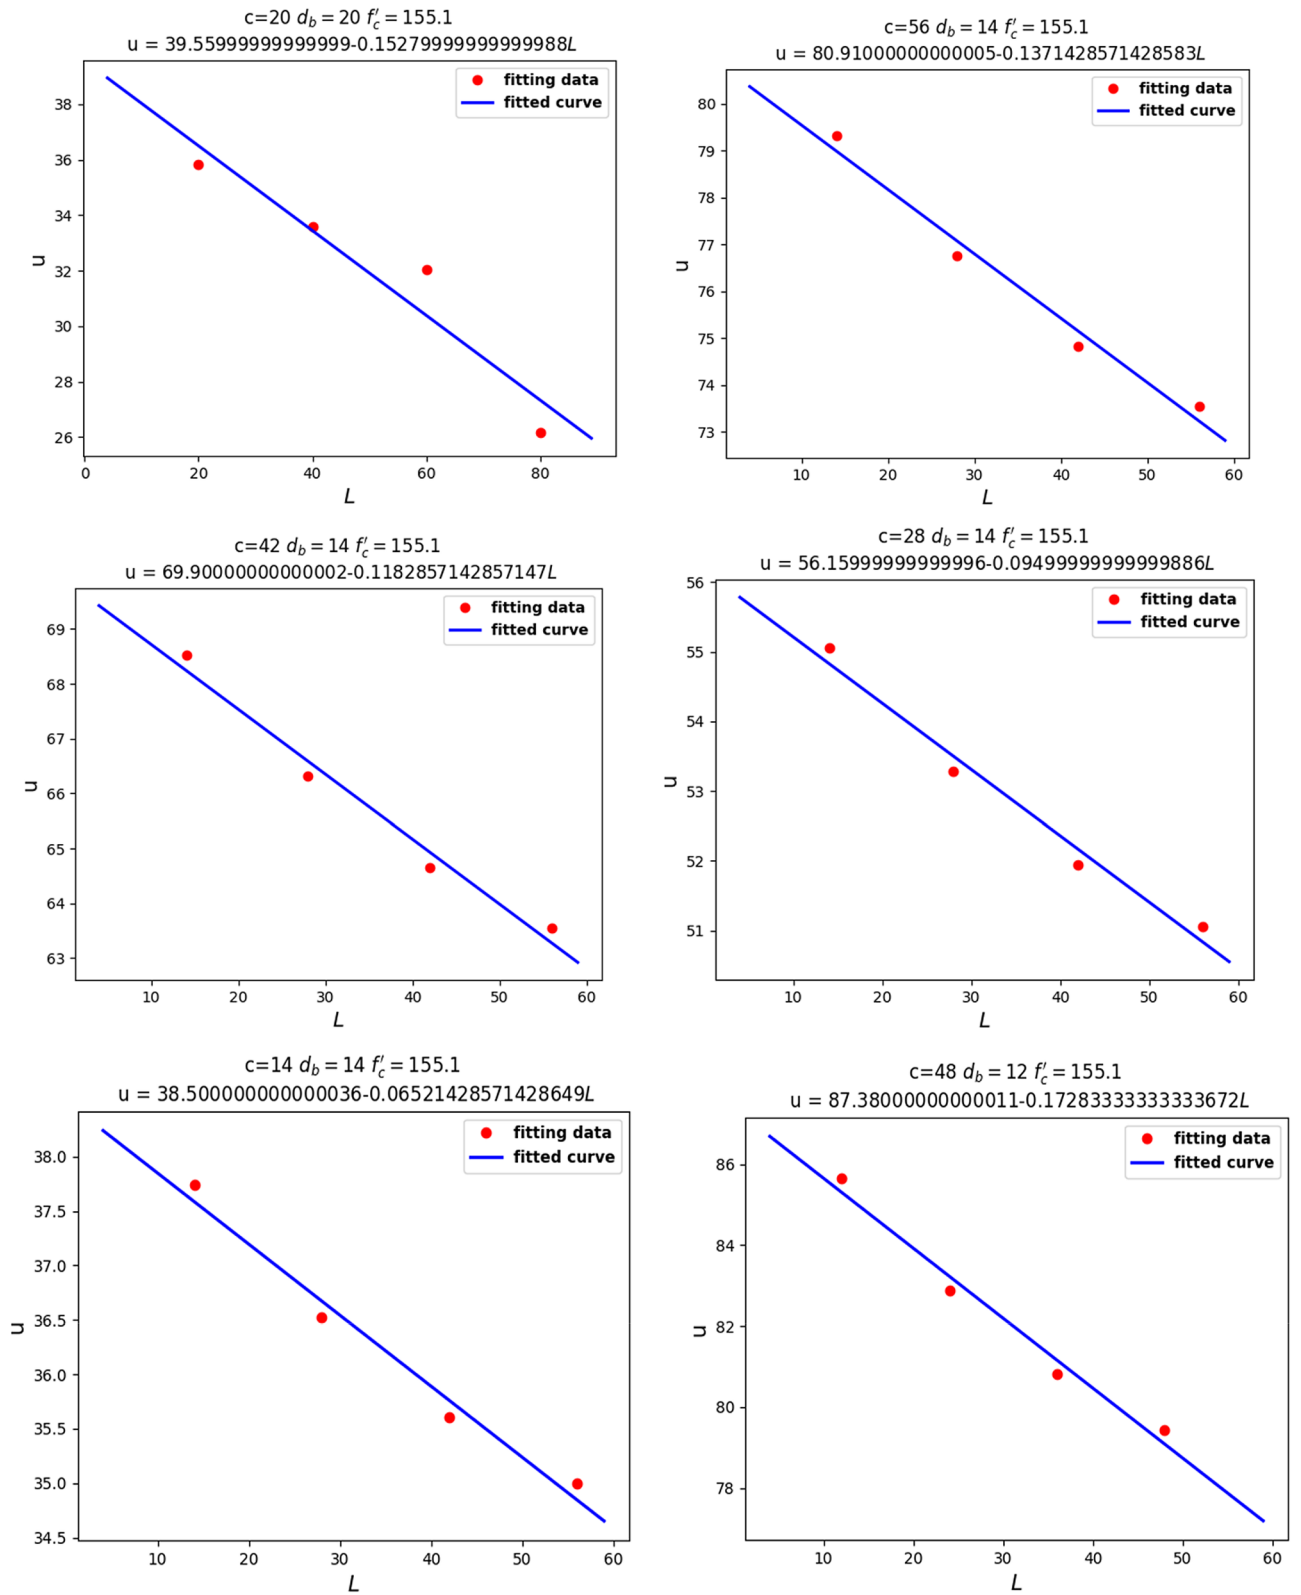 c=20 d_b = 20 f'_c = 155.1
u = 39.55999999999999-0.15279999999999988L
fitting data
fitted curve
38
36
34
32
30
28
26
u
0 20 40 60 80
L
c=56 d_b = 14 f'_c = 155.1
u = 80.91000000000005-0.1371428571428583L
fitting data
fitted curve
80
79
78
77
76
75
74
73
u
10 20 30 40 50 60
L
c=42 d_b = 14 f'_c = 155.1
u = 69.90000000000002-0.1182857142857147L
fitting data
fitted curve
69
68
67
66
65
64
63
u
10 20 30 40 50 60
L
c=28 d_b = 14 f'_c = 155.1
u = 56.15999999999996-0.09499999999999886L
fitting data
fitted curve
56
55
54
53
52
51
u
10 20 30 40 50 60
L
c=14 d_b = 14 f'_c = 155.1
u = 38.5000000000000036-0.06521428571428649L
fitting data
fitted curve
38.0
37.5
37.0
36.5
36.0
35.5
35.0
34.5
u
10 20 30 40 50 60
L
c=48 d_b = 12 f'_c = 155.1
u = 87.38000000000011-0.17283333333333672L
fitting data
fitted curve
86
84
82
80
78
u
10 20 30 40 50 60
L